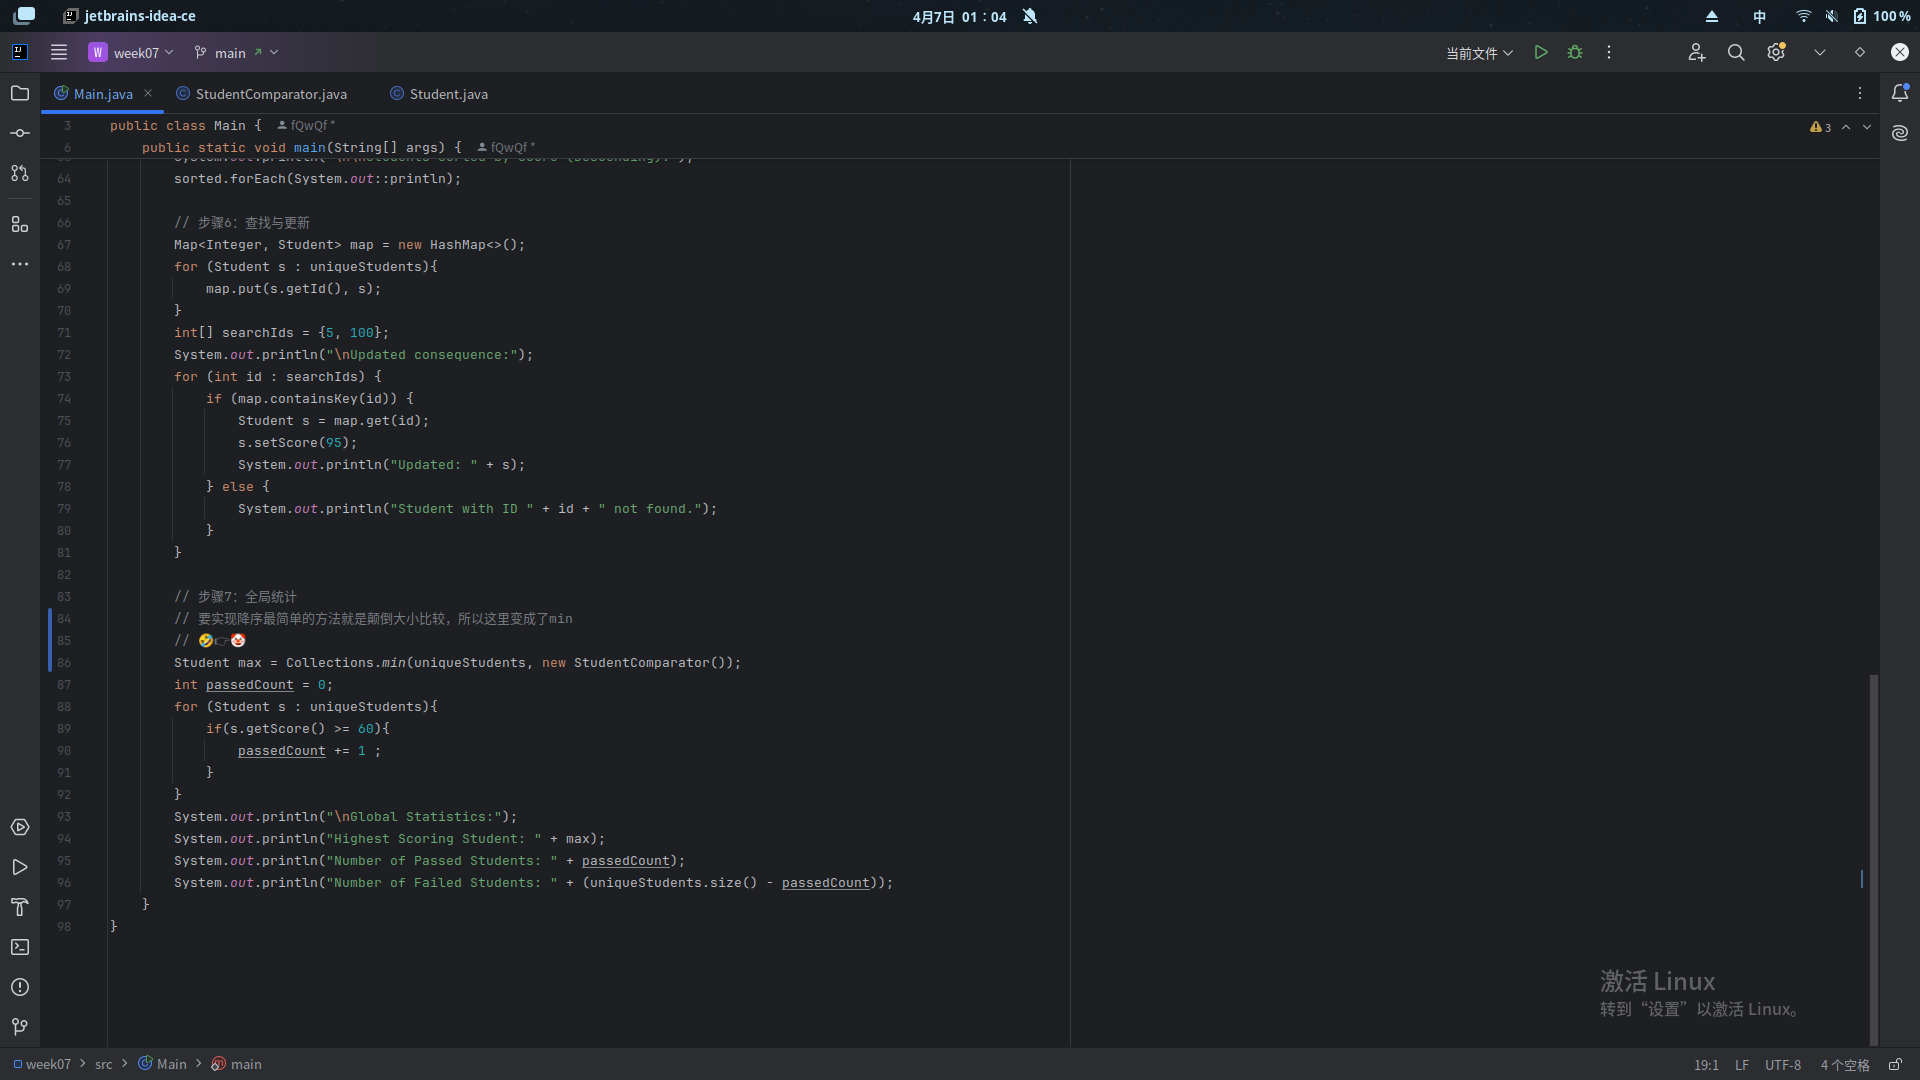 jetbrains-idea-ce
4月7日 01：04
中
100%
W week07
main
当前文件
Main.java
StudentComparator.java
Student.java
3 public class Main { fQwQf *
6 public static void main(String[] args) { fQwQf *
3
64 sorted.forEach(System.out::println);
65
66 // 步骤6：查找与更新
67 Map<Integer, Student> map = new HashMap<>();
68 for (Student s : uniqueStudents){
69 map.put(s.getId(), s);
70 }
71 int[] searchIds = {5, 100};
72 System.out.println("\nUpdated consequence:");
73 for (int id : searchIds) {
74 if (map.containsKey(id)) {
75 Student s = map.get(id);
76 s.setScore(95);
77 System.out.println("Updated: " + s);
78 } else {
79 System.out.println("Student with ID " + id + " not found.");
80 }
81 }
82
83 // 步骤7：全局统计
84 // 要实现降序最简单的方法就是颠倒大小比较，所以这里变成了min
85 // 🤣👉🤡
86 Student max = Collections.min(uniqueStudents, new StudentComparator());
87 int passedCount = 0;
88 for (Student s : uniqueStudents){
89 if(s.getScore() >= 60){
90 passedCount += 1 ;
91 }
92 }
93 System.out.println("\nGlobal Statistics:");
94 System.out.println("Highest Scoring Student: " + max);
95 System.out.println("Number of Passed Students: " + passedCount);
96 System.out.println("Number of Failed Students: " + (uniqueStudents.size() - passedCount));
97 }
98 }
激活 Linux
转到“设置”以激活 Linux。
week07 > src > Main > main
19:1 LF UTF-8 4 个空格